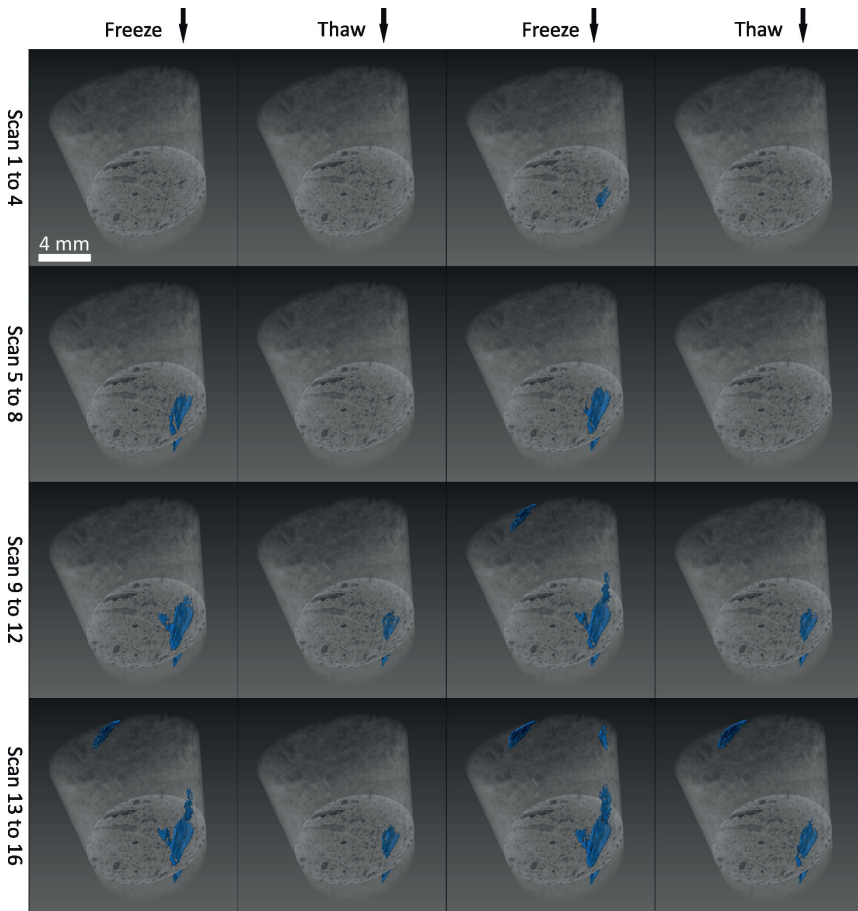 Freeze
Thaw
Freeze
Thaw
Scan 1 to 4
4 mm
Scan 5 to 8
Scan 9 to 12
Scan 13 to 16